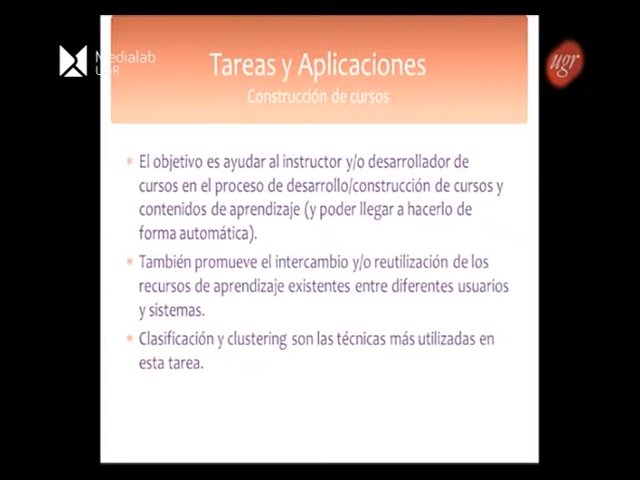 Medialab
UGR
ugr
Tareas y Aplicaciones
Construcción de cursos
El objetivo es ayudar al instructor y/o desarrollador de
cursos en el proceso de desarrollo/construcción de cursos y
contenidos de aprendizaje (y poder llegar a hacerlo de
forma automática).
También promueve el intercambio y/o reutilización de los
recursos de aprendizaje existentes entre diferentes usuarios
y sistemas.
Clasificación y clustering son las técnicas más utilizadas en
esta tarea.